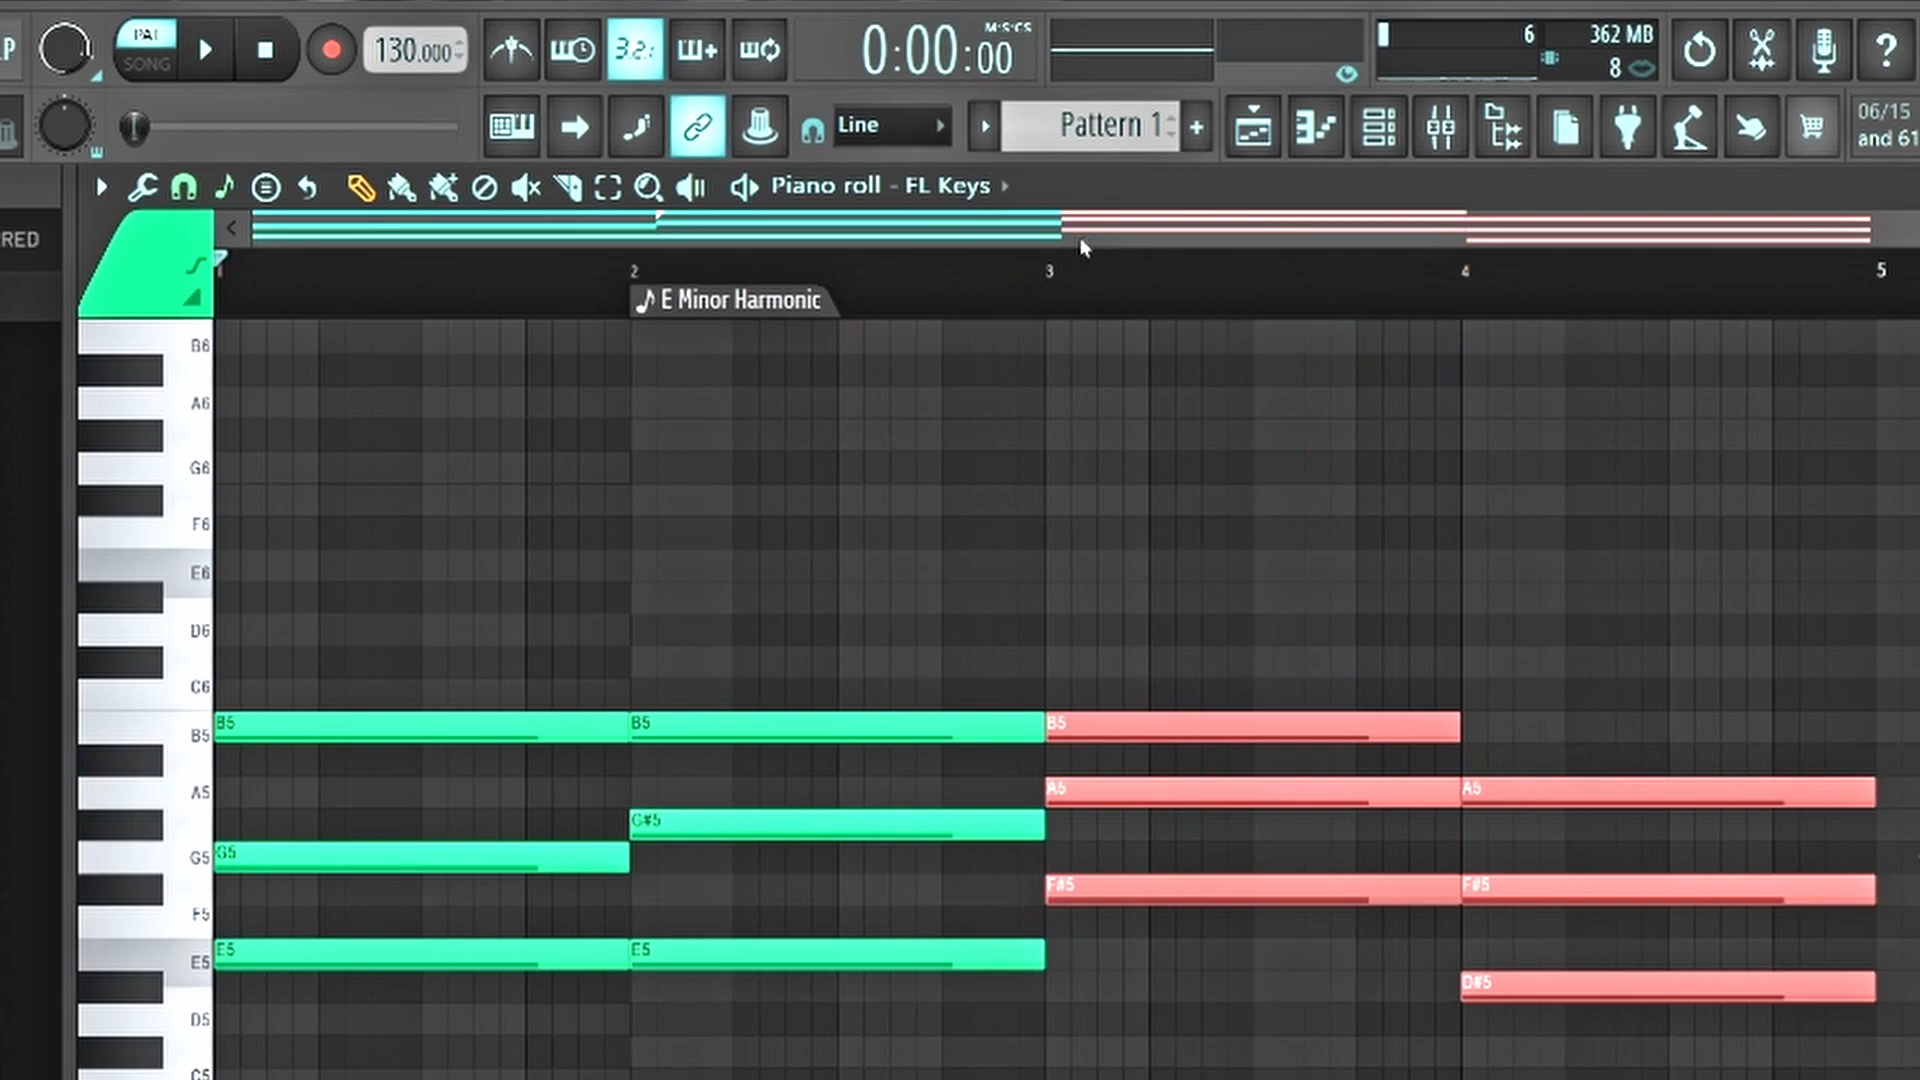 PAT
SONG
130.000
3 2 :
M:S:CS
0:00:00
6
362 MB
8
?
Line
Pattern 1
+
06/15
and 61
Piano roll - FL Keys
RED
1
2
3
4
5
E Minor Harmonic
B6
A6
G6
F6
E6
D6
C6
B5
A5
G5
F5
E5
D5
C5
B5
B5
B5
A5
A5
G#5
G5
F#5
F#5
E5
E5
D#5